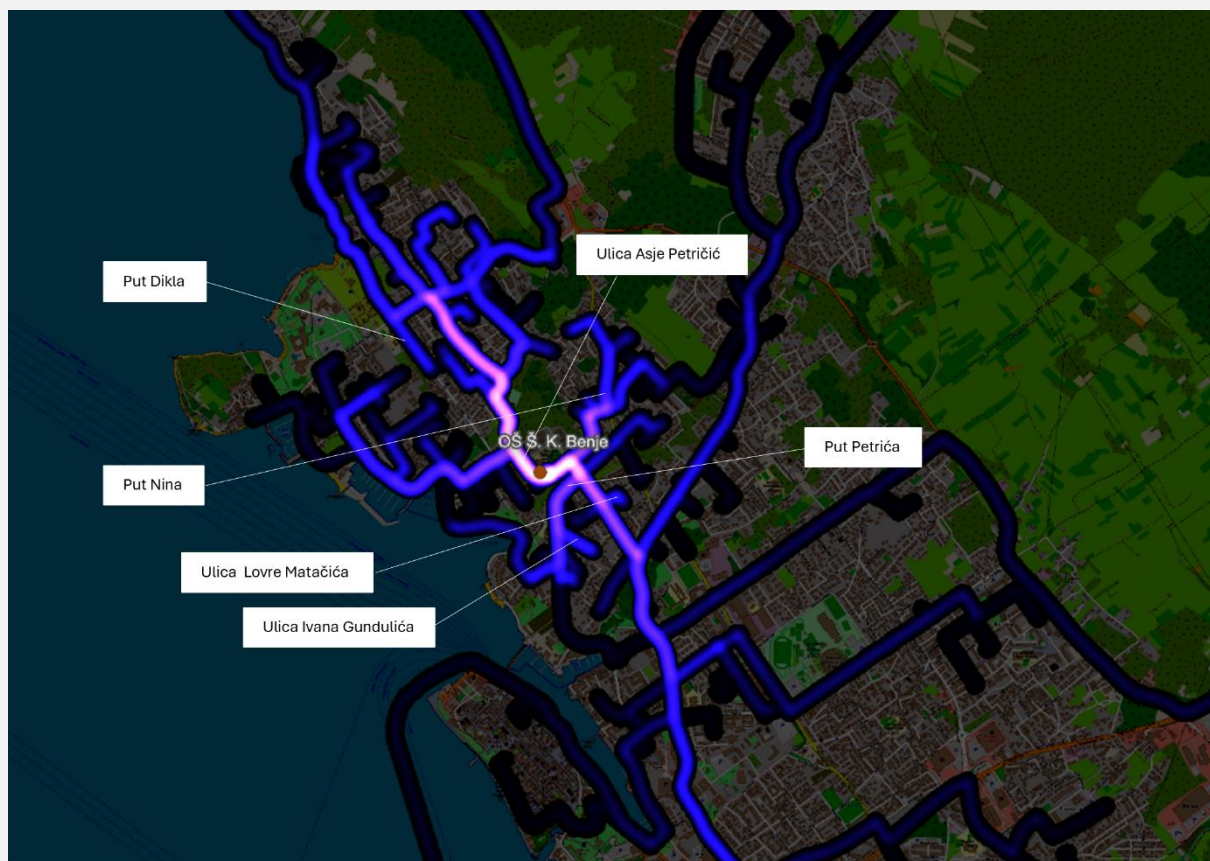 Ulica Asje Petričić
Put Dikla
OŠ Š. K. Benje
Put Petrića
Put Nina
Ulica  Lovre Matačića
Ulica Ivana Gundulića